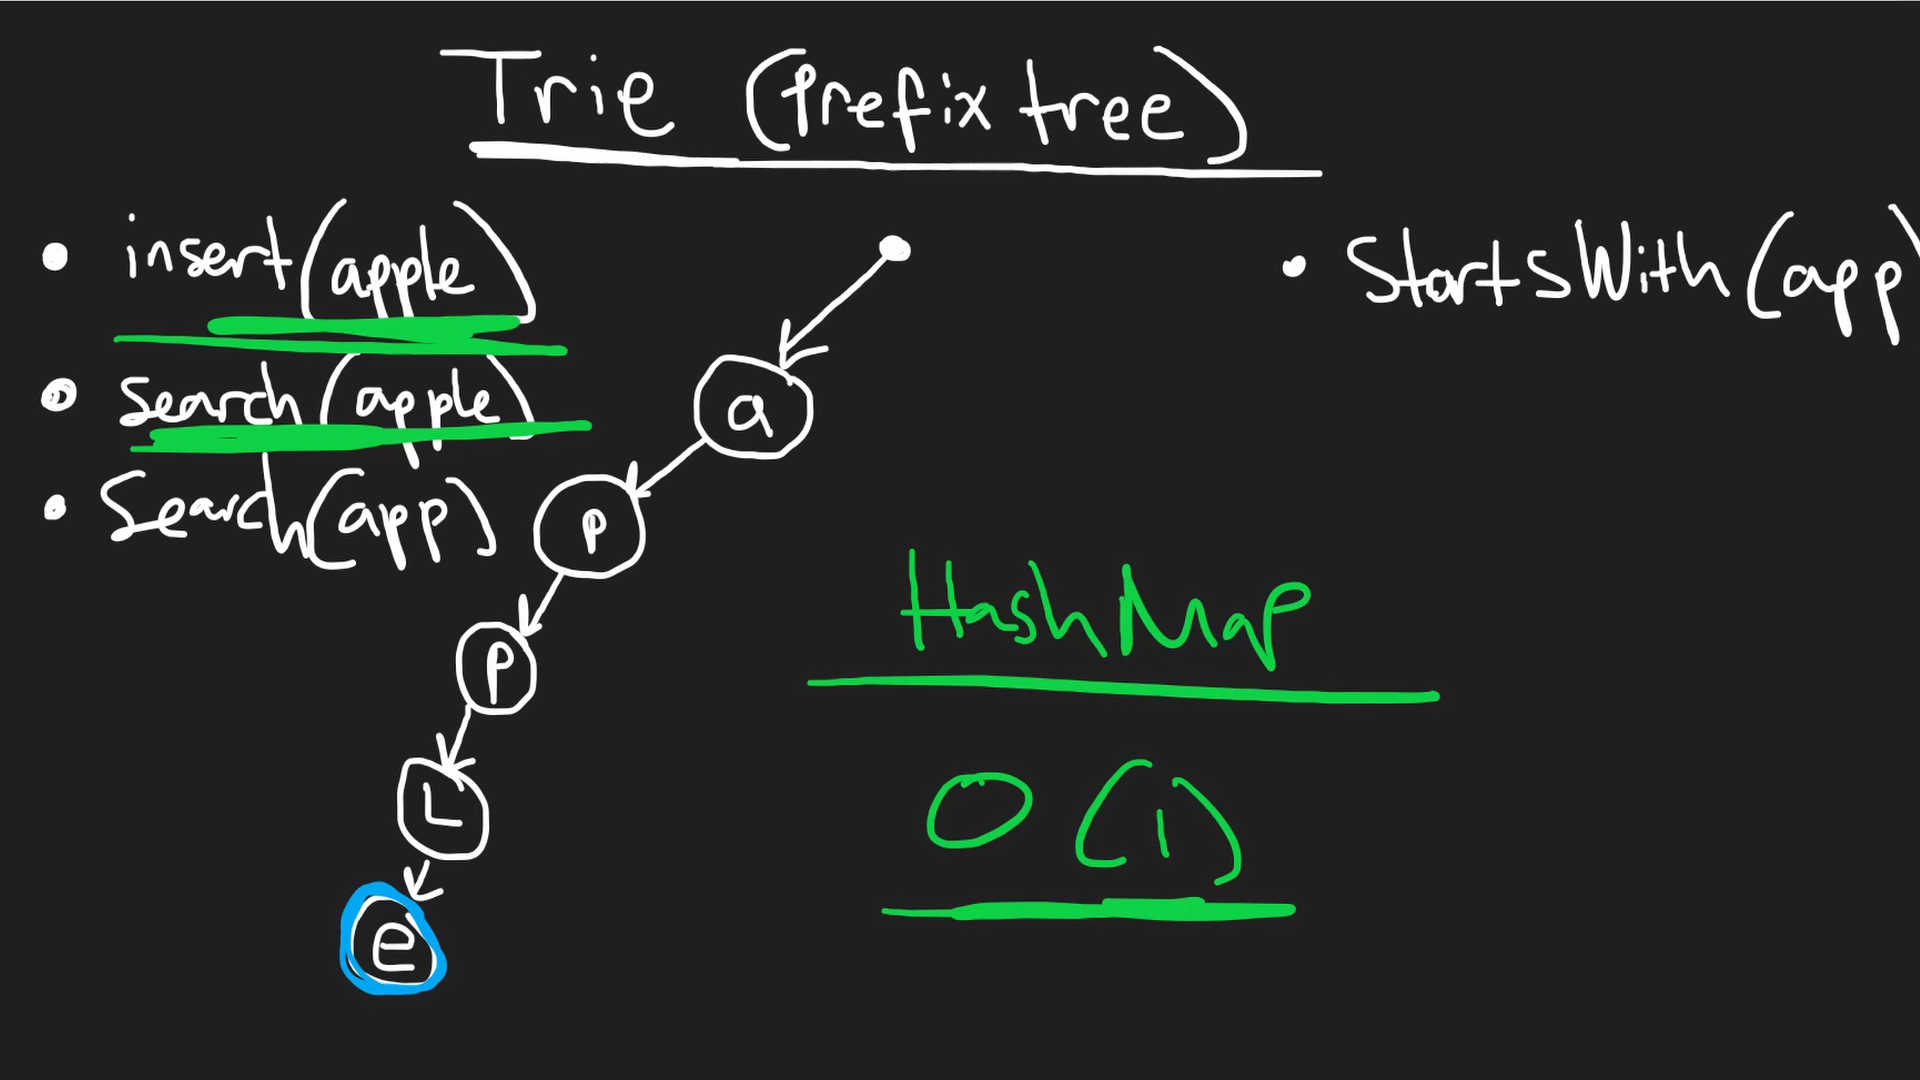 Trie (Prefix tree)
• insert(apple)
• search(apple)
• Search(app)
• StartsWith(app)
a
p
P
L
e
HashMap
O(1)